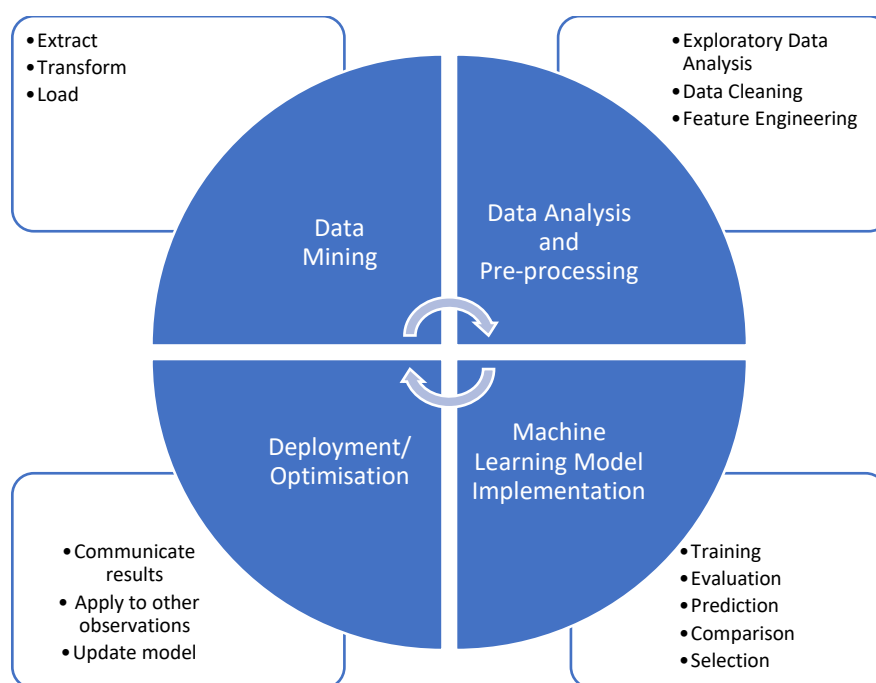 •Extract
•Transform
•Load
•Exploratory Data
Analysis
•Data Cleaning
•Feature Engineering
Data
Mining
Data Analysis
and
Pre-processing
Deployment/
Optimisation
Machine
Learning Model
Implementation
•Communicate
results
• Apply to other
observations
•Update model
•Training
•Evaluation
•Prediction
•Comparison
•Selection